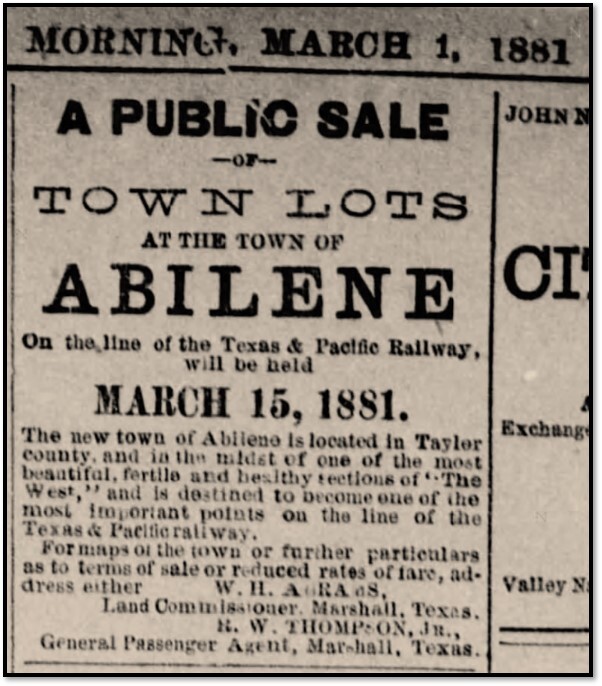 MORNING, MARCH 1, 1881
A PUBLIC SALE
—OF—
TOWN LOTS
AT THE TOWN OF
ABILENE
On the line of the Texas & Pacific Railway,
will be held
MARCH 15, 1881.
The new town of Abilene is located in Taylor
county, and in the midst of one of the most
beautiful, fertile and healthy sections of "The
West," and is destined to become one of the
most important points on the line of the
Texas & Pacific railway.
For maps of the town or further particulars
as to terms of sale or reduced rates of fare, ad-
dress either W. H. ABRAMS,
Land Commissioner, Marshall, Texas.
R. W. THOMPSON, JR.,
General Passenger Agent, Marshall, Texas.
JOHN N
CIT
Exchang
Valley N